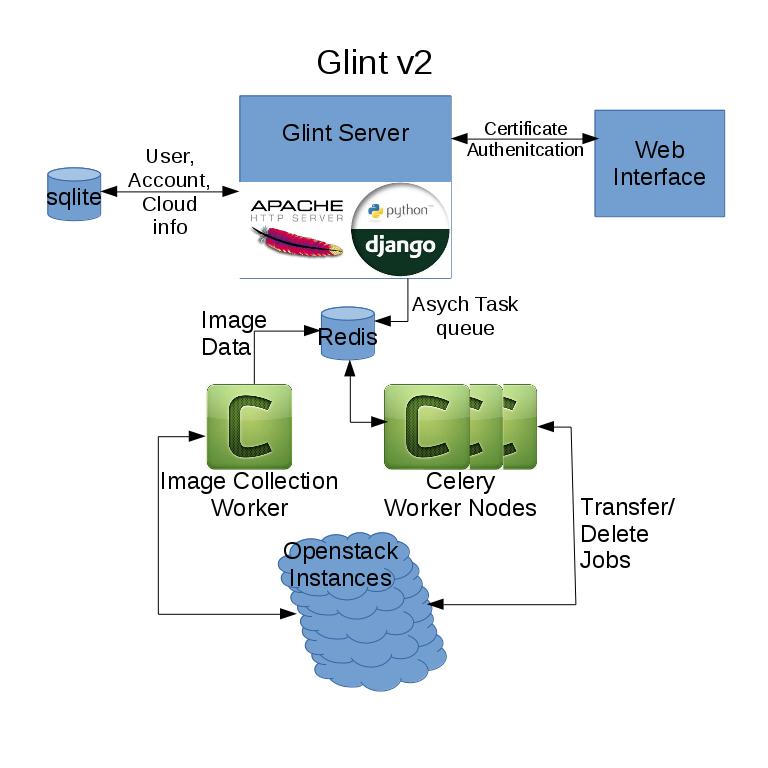 Glint v2
Glint Server
Certificate
Authenitcation
Web
Interface
User,
Account,
Cloud
info
sqlite
APACHE
HTTP SERVER
python™
django
Asych Task
queue
Image
Data
Redis
Image Collection
Worker
Celery
Worker Nodes
Transfer/
Delete
Jobs
Openstack
Instances